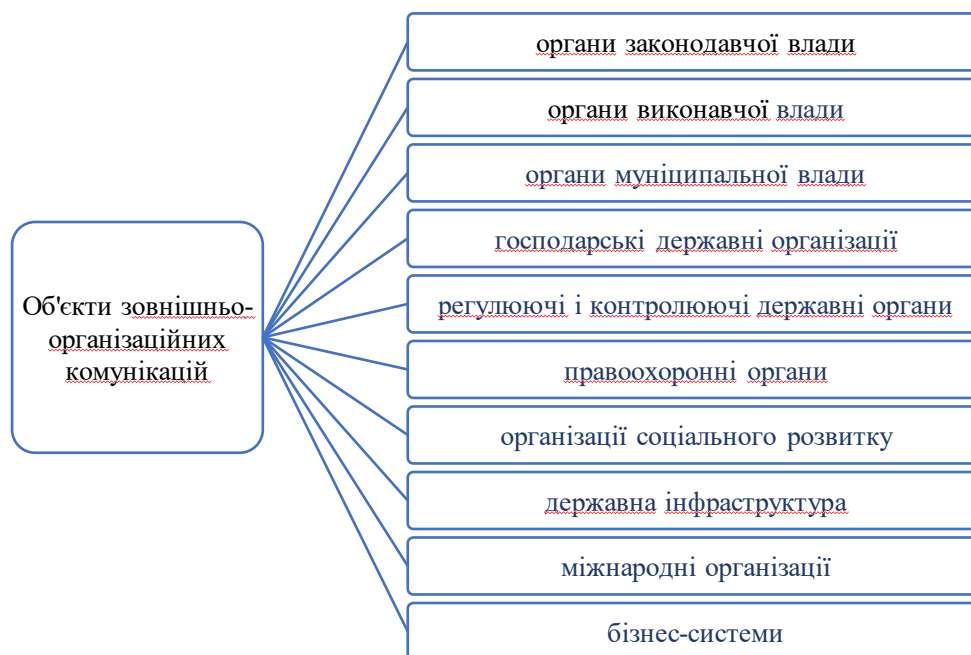 органи законодавчої влади
органи виконавчої влади
органи муніципальної влади
господарські державні організації
Об'єкти зовнішньо-
організаційних
комунікацій
регулюючі і контролюючі державні органи
правоохоронні органи
організації соціального розвитку
державна інфраструктура
міжнародні організації
бізнес-системи